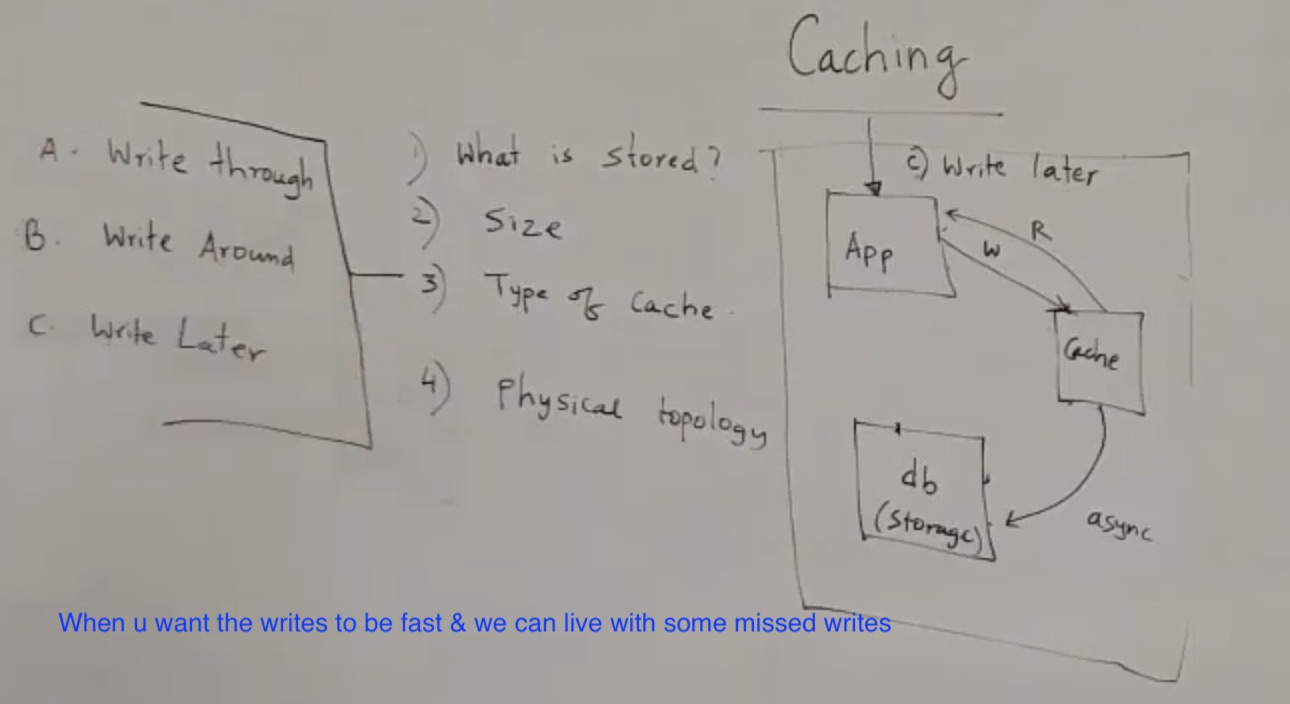 Caching
A. Write through
B. Write Around
C. Write Later
1) What is stored?
2) Size
3) Type of Cache.
4) Physical topology
c) Write later
App
R
W
Cache
db
(Storage)
async
When u want the writes to be fast & we can live with some missed writes